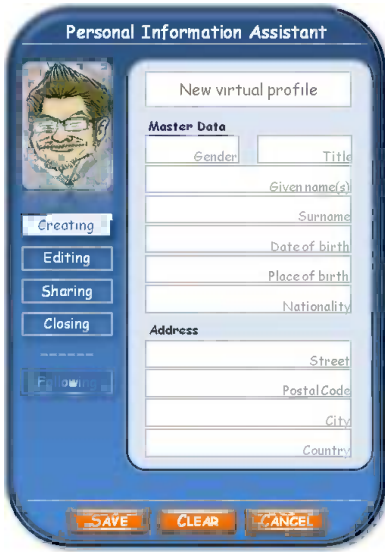 Personal Information Assistant
New virtual profile
Master Data
Gender Title
Given name(s)
Surname
Date of birth
Place of birth
Nationality
Address
Street
Postal Code
City
Country
Creating
Editing
Sharing
Closing
Following
SAVE CLEAR CANCEL